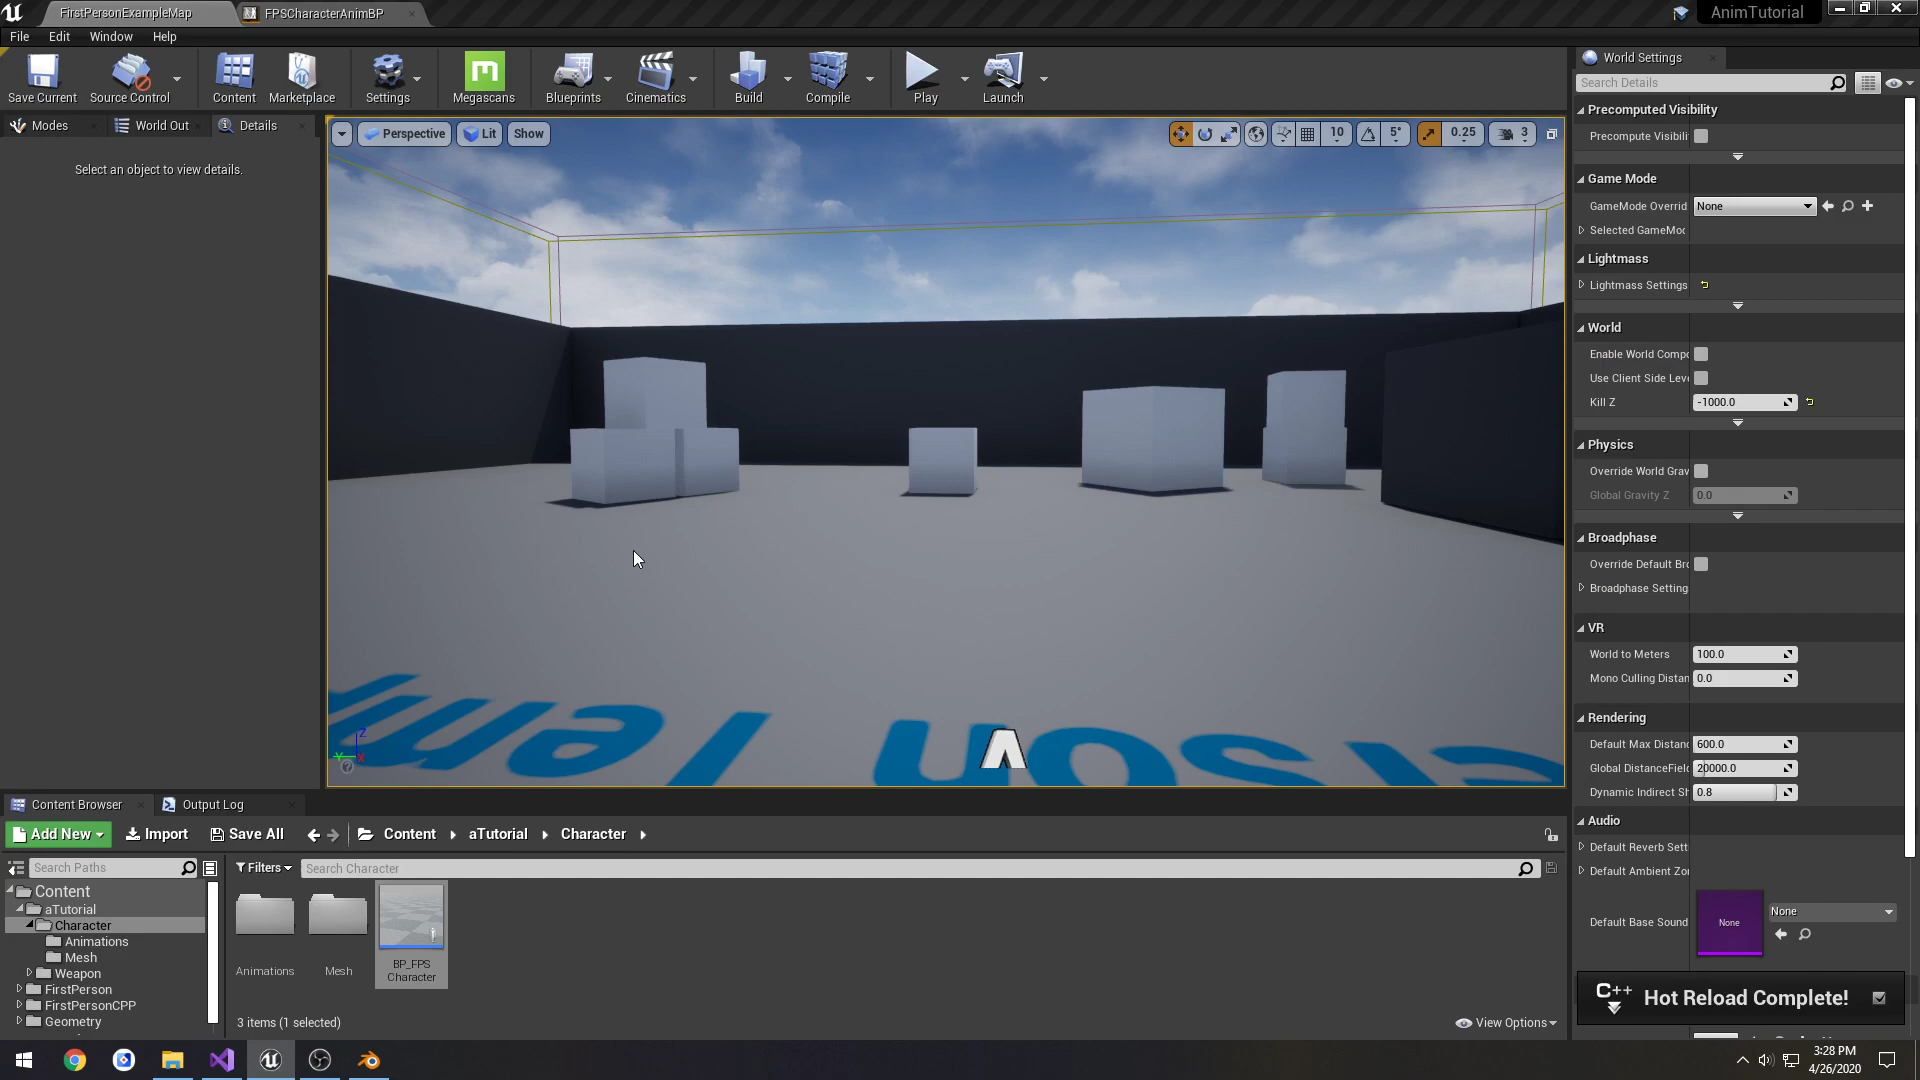 FirstPersonExampleMap
FPSCharacterAnimBP
AnimTutorial
File
Edit
Window
Help
Save Current
Source Control
Content
Marketplace
Settings
Megascans
Blueprints
Cinematics
Build
Compile
Play
Launch
World Settings
Search Details
Modes
World Out
Details
Select an object to view details.
Perspective
Lit
Show
10
5°
0.25
3
Precomputed Visibility
Precompute Visibili
Game Mode
GameMode Overrid
None
Selected GameMod
Lightmass
Lightmass Settings
World
Enable World Compo
Use Client Side Leve
Kill Z
-1000.0
Physics
Override World Grav
Global Gravity Z
0.0
Broadphase
Override Default Bro
Broadphase Setting
VR
World to Meters
100.0
Mono Culling Distan
0.0
Rendering
Default Max Distanc
600.0
Global DistanceField
20000.0
Dynamic Indirect Sh
0.8
Audio
Default Reverb Sett
Default Ambient Zon
Default Base Sound
None
None
C++
Hot Reload Complete!
erson Tem
Z
Y
X
Content Browser
Output Log
Add New
Import
Save All
Content
aTutorial
Character
Search Paths
Filters
Search Character
Content
aTutorial
Character
Animations
Mesh
Weapon
FirstPerson
FirstPersonCPP
Geometry
Animations
Mesh
BP_FPS
Character
3 items (1 selected)
View Options
3:28 PM
4/26/2020